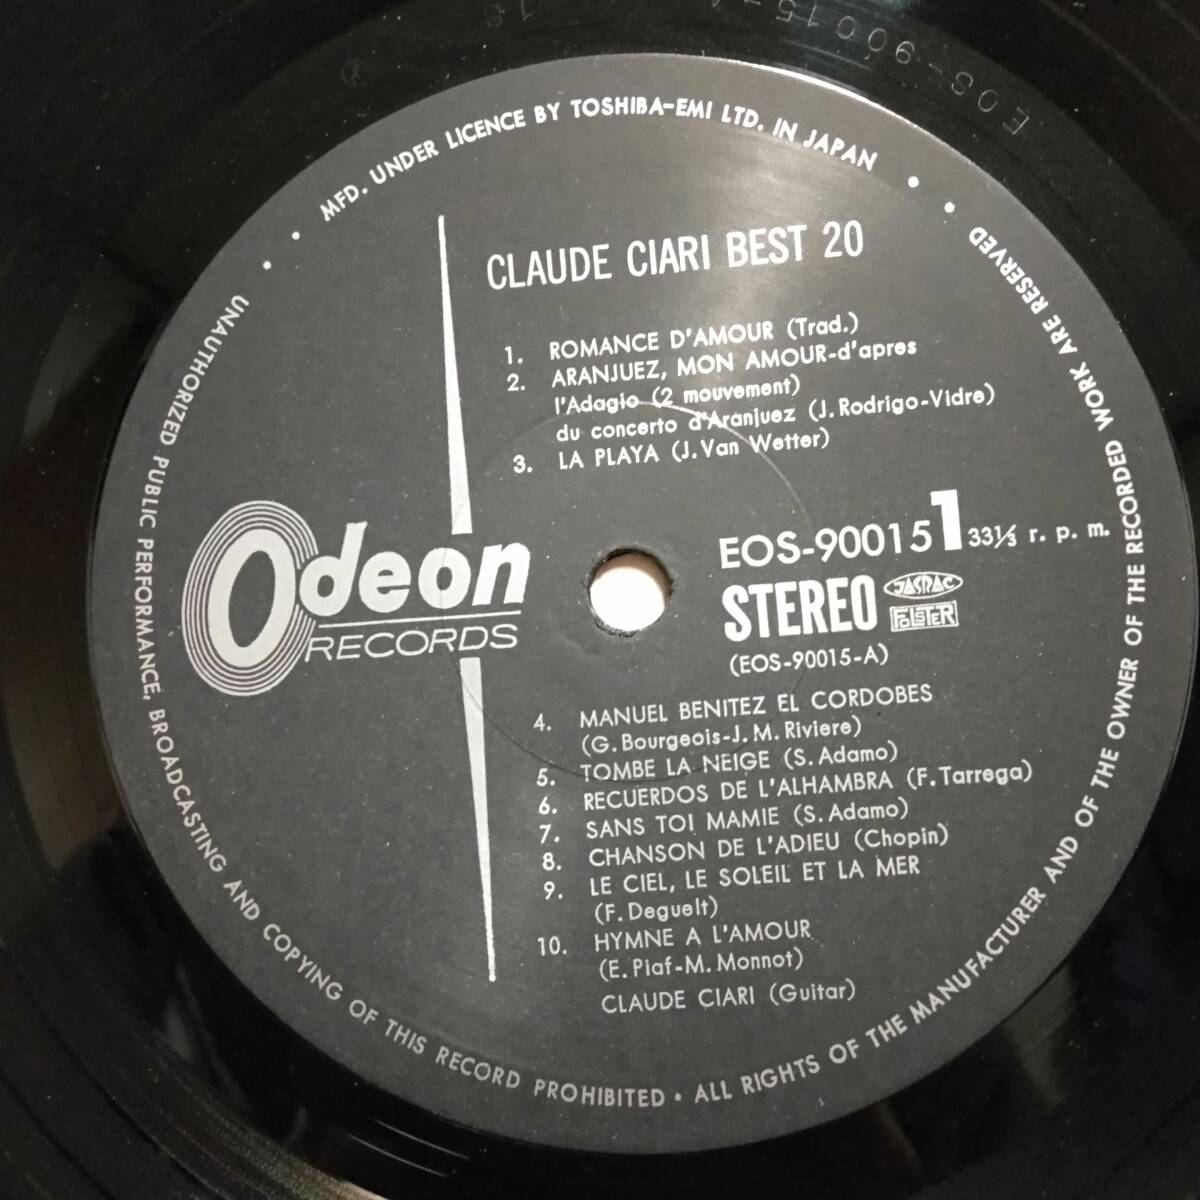 EOS-90015
MFD. UNDER LICENCE BY TOSHIBA-EMI LTD. IN JAPAN
CLAUDE CIARI BEST 20
1. ROMANCE D'AMOUR (Trad.)
2. ARANJUEZ, MON AMOUR-d'apres
l'Adagio (2 mouvement)
du concerto d'Aranjuez (J. Rodrigo-Vidre)
3. LA PLAYA (J. Van Wetter)
Odeon
RECORDS
EOS-90015 1 33⅓ r. p. m.
STEREO JASRAC
FOLSTER
(EOS-90015-A)
4. MANUEL BENITEZ EL CORDOBES
(G. Bourgeois-J. M. Riviere)
5. TOMBE LA NEIGE (S. Adamo)
6. RECUERDOS DE L'ALHAMBRA (F. Tarrega)
7. SANS TOI MAMIE (S. Adamo)
8. CHANSON DE L'ADIEU (Chopin)
9. LE CIEL, LE SOLEIL ET LA MER
(F. Deguelt)
10. HYMNE A L'AMOUR
(E. Piaf-M. Monnot)
CLAUDE CIARI (Guitar)
UNAUTHORIZED PUBLIC PERFORMANCE, BROADCASTING AND COPYING OF THIS RECORD PROHIBITED • ALL RIGHTS OF THE MANUFACTURER AND OF THE OWNER OF THE RECORDED WORK ARE RESERVED